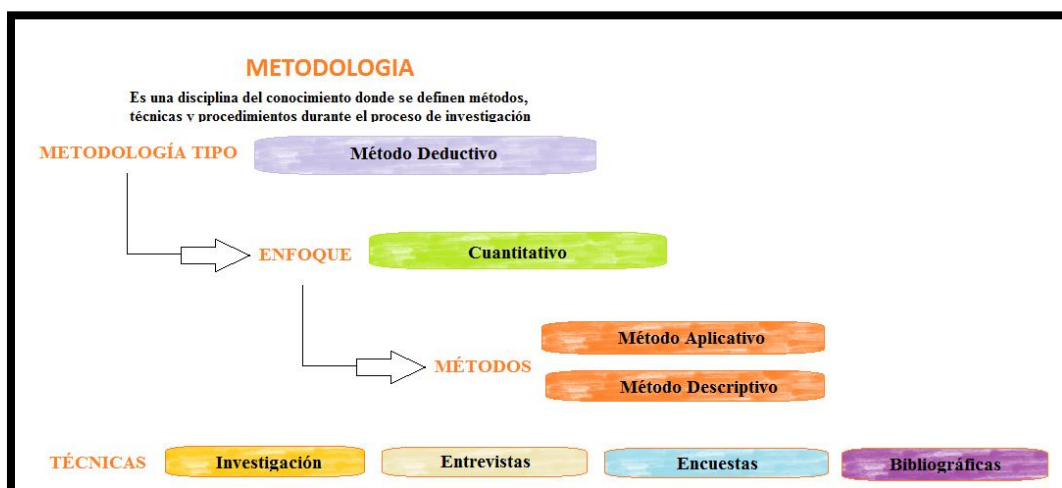 METODOLOGIA
Es una disciplina del conocimiento donde se definen métodos,
técnicas y procedimientos durante el proceso de investigación
METODOLOGÍA TIPO
Método Deductivo
ENFOQUE
Cuantitativo
MÉTODOS
Método Aplicativo
Método Descriptivo
TÉCNICAS
Investigación
Entrevistas
Encuestas
Bibliográficas